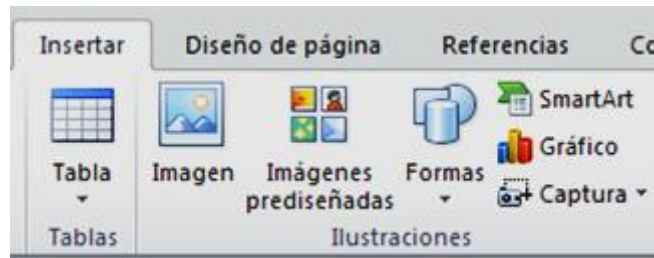 Insertar Diseño de página Referencias
SmartArt
Gráfico
Tabla Imagen Imágenes prediseñadas Formas
Captura
Tablas Ilustraciones